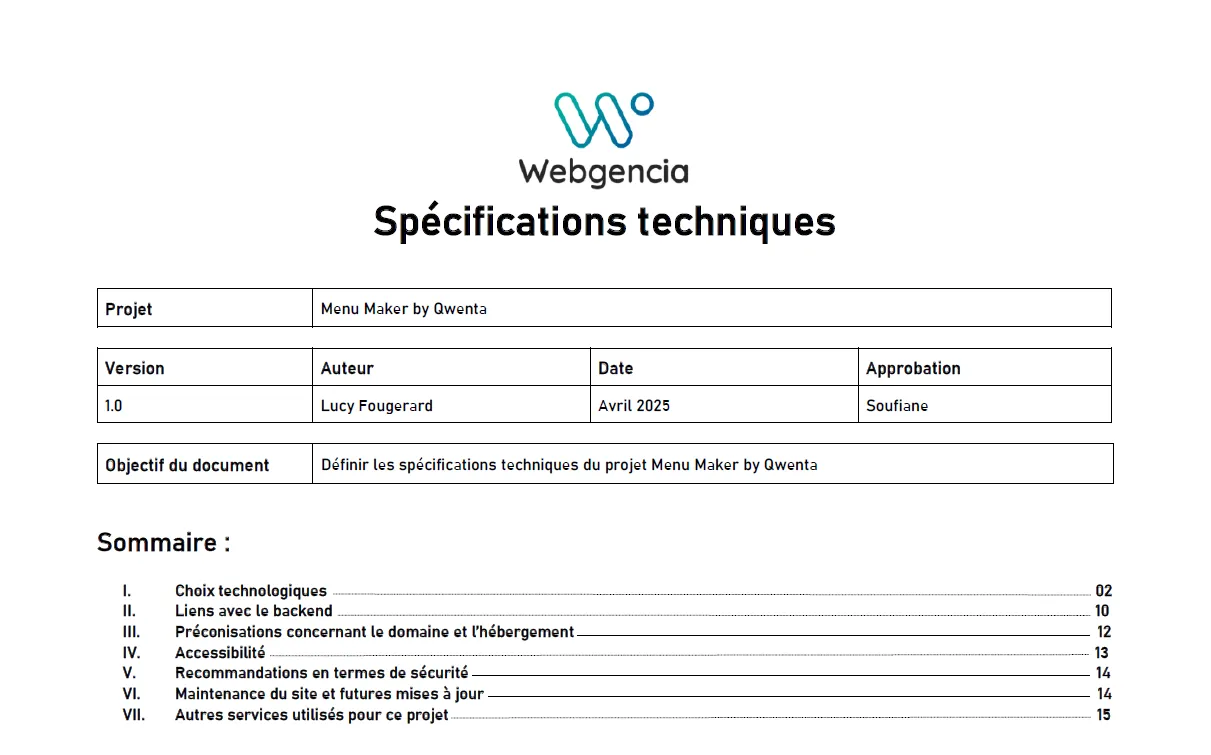 Webgencia
Spécifications techniques
Projet Menu Maker by Qwenta
Version Auteur Date Approbation
1.0 Lucy Fougerard Avril 2025 Soufiane
Objectif du document Définir les spécifications techniques du projet Menu Maker by Qwenta
Sommaire :
I. Choix technologiques 02
II. Liens avec le backend 10
III. Préconisations concernant le domaine et l'hébergement 12
IV. Accessibilité 13
V. Recommandations en termes de sécurité 14
VI. Maintenance du site et futures mises à jour 14
VII. Autres services utilisés pour ce projet 15